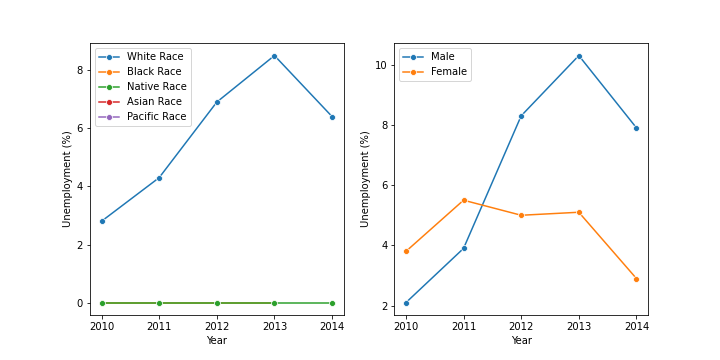 White Race
Black Race
Native Race
Asian Race
Pacific Race
8
6
4
2
0
Unemployment (%)
2010 2011 2012 2013 2014
Year
Male
Female
10
8
6
4
2
Unemployment (%)
2010 2011 2012 2013 2014
Year